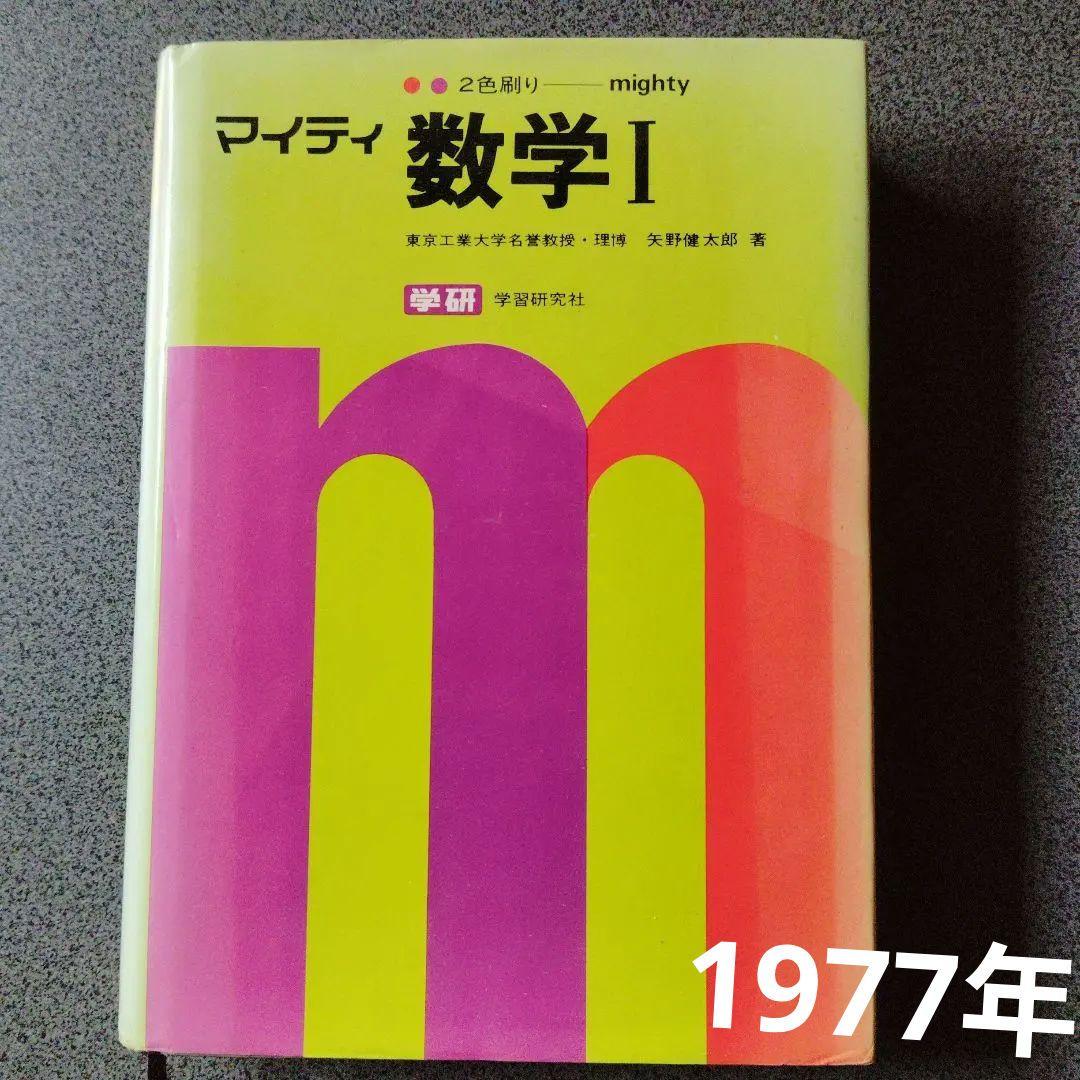 2色刷り——mighty
マイティ 数学I
東京工業大学名誉教授・理博 矢野健太郎 著
学研 学習研究社
m
1977年